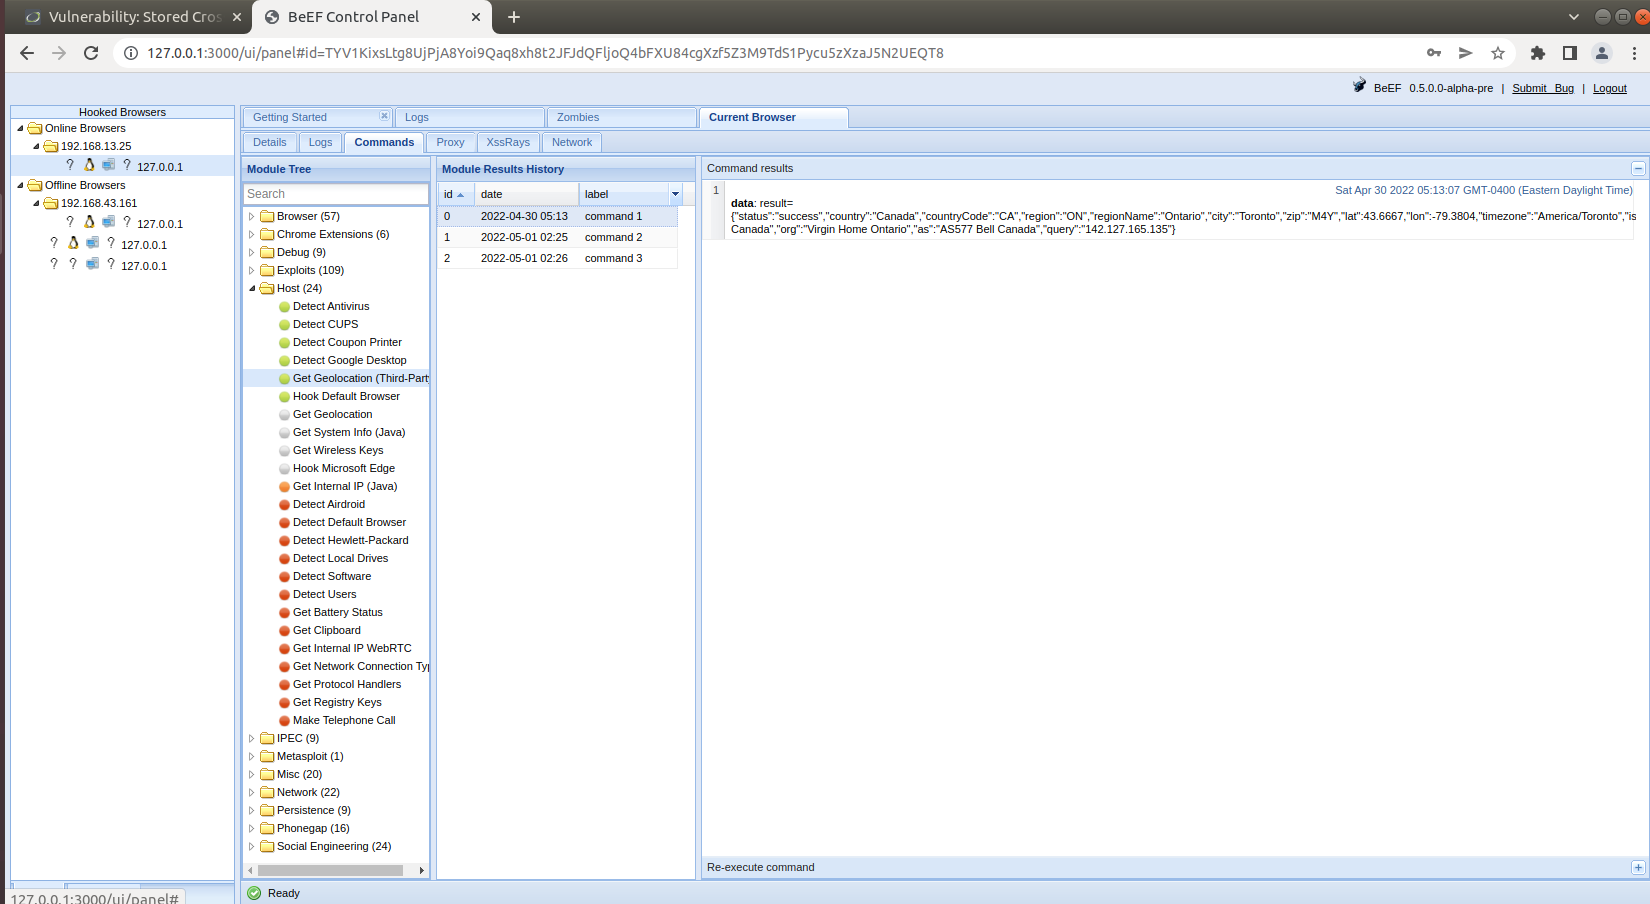 Vulnerability: Stored Cros
BeEF Control Panel
127.0.0.1:3000/ui/panel#id=TYV1KixsLtg8UjPjA8Yoi9Qaq8xh8t2JFJdQFljoQ4bFXU84cgXzf5Z3M9TdS1Pycu5zXzaJ5N2UEQT8
BeEF 0.5.0.0-alpha-pre | Submit Bug | Logout
Hooked Browsers
Online Browsers
192.168.13.25
? ? 127.0.0.1
Offline Browsers
192.168.43.161
? ? 127.0.0.1
? ? 127.0.0.1
? ? ? 127.0.0.1
Getting Started
Logs
Zombies
Current Browser
Details
Logs
Commands
Proxy
XssRays
Network
Module Tree
Search
Browser (57)
Chrome Extensions (6)
Debug (9)
Exploits (109)
Host (24)
Detect Antivirus
Detect CUPS
Detect Coupon Printer
Detect Google Desktop
Get Geolocation (Third-Party
Hook Default Browser
Get Geolocation
Get System Info (Java)
Get Wireless Keys
Hook Microsoft Edge
Get Internal IP (Java)
Detect Airdroid
Detect Default Browser
Detect Hewlett-Packard
Detect Local Drives
Detect Software
Detect Users
Get Battery Status
Get Clipboard
Get Internal IP WebRTC
Get Network Connection Typ
Get Protocol Handlers
Get Registry Keys
Make Telephone Call
IPEC (9)
Metasploit (1)
Misc (20)
Network (22)
Persistence (9)
Phonegap (16)
Social Engineering (24)
Module Results History
id date label
0 2022-04-30 05:13 command 1
1 2022-05-01 02:25 command 2
2 2022-05-01 02:26 command 3
Command results
1 Sat Apr 30 2022 05:13:07 GMT-0400 (Eastern Daylight Time)
data: result=
{"status":"success","country":"Canada","countryCode":"CA","region":"ON","regionName":"Ontario","city":"Toronto","zip":"M4Y","lat":43.6667,"lon":-79.3804,"timezone":"America/Toronto","is
Canada","org":"Virgin Home Ontario","as":"AS577 Bell Canada","query":"142.127.165.135"}
Re-execute command
Ready
127.0.0.1:3000/ui/panel#